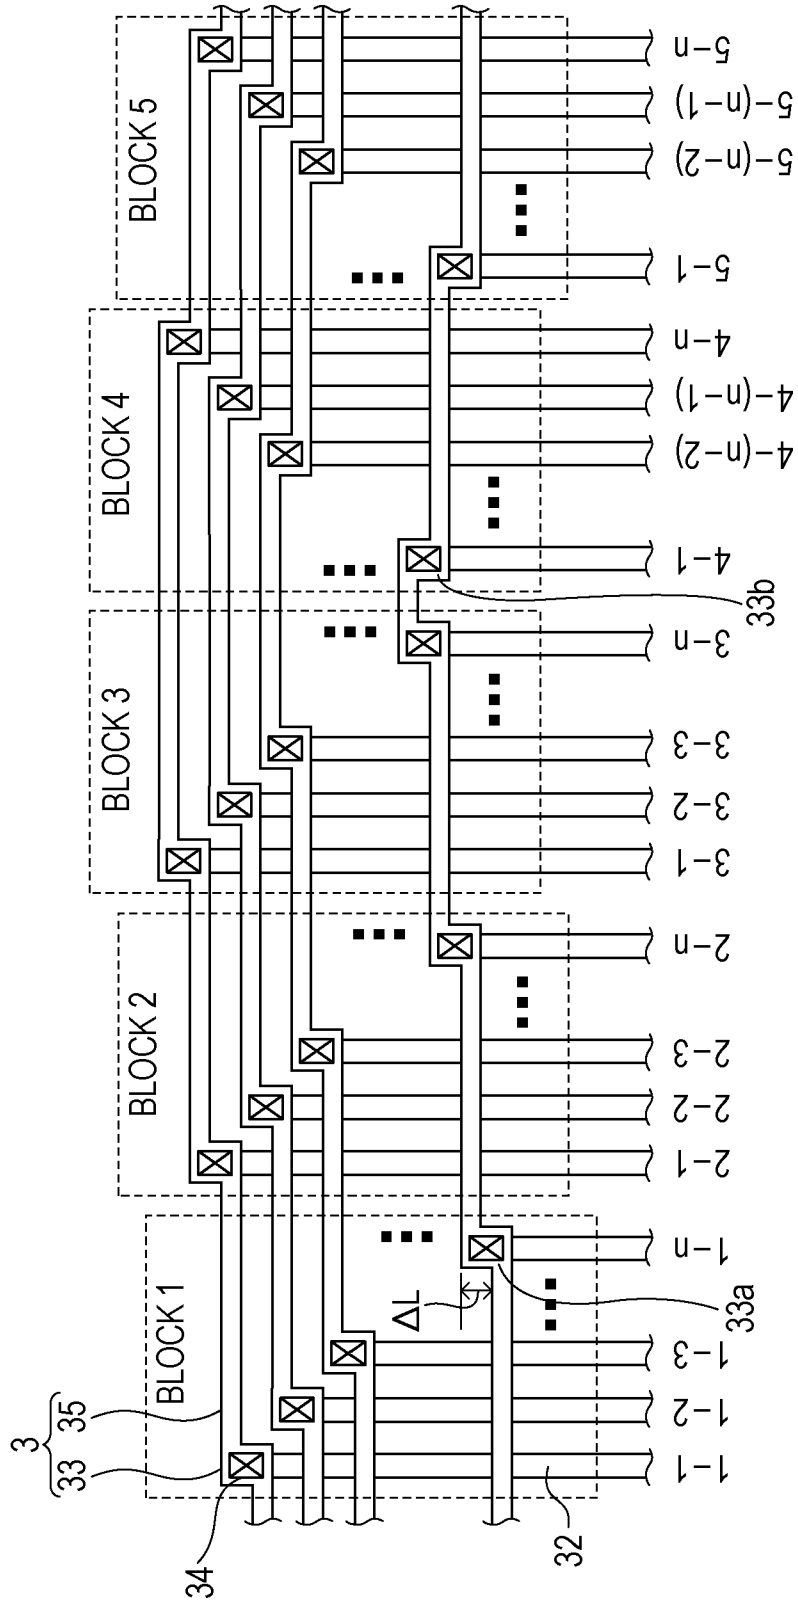 3
33 35
34
BLOCK 1
BLOCK 2
BLOCK 3
BLOCK 4
BLOCK 5
ΔL
32
33a
33b
1-1
1-2
1-3
1-n
2-1
2-2
2-3
2-n
3-1
3-2
3-3
3-n
4-1
4-(n-2)
4-(n-1)
4-n
5-1
5-(n-2)
5-(n-1)
5-n